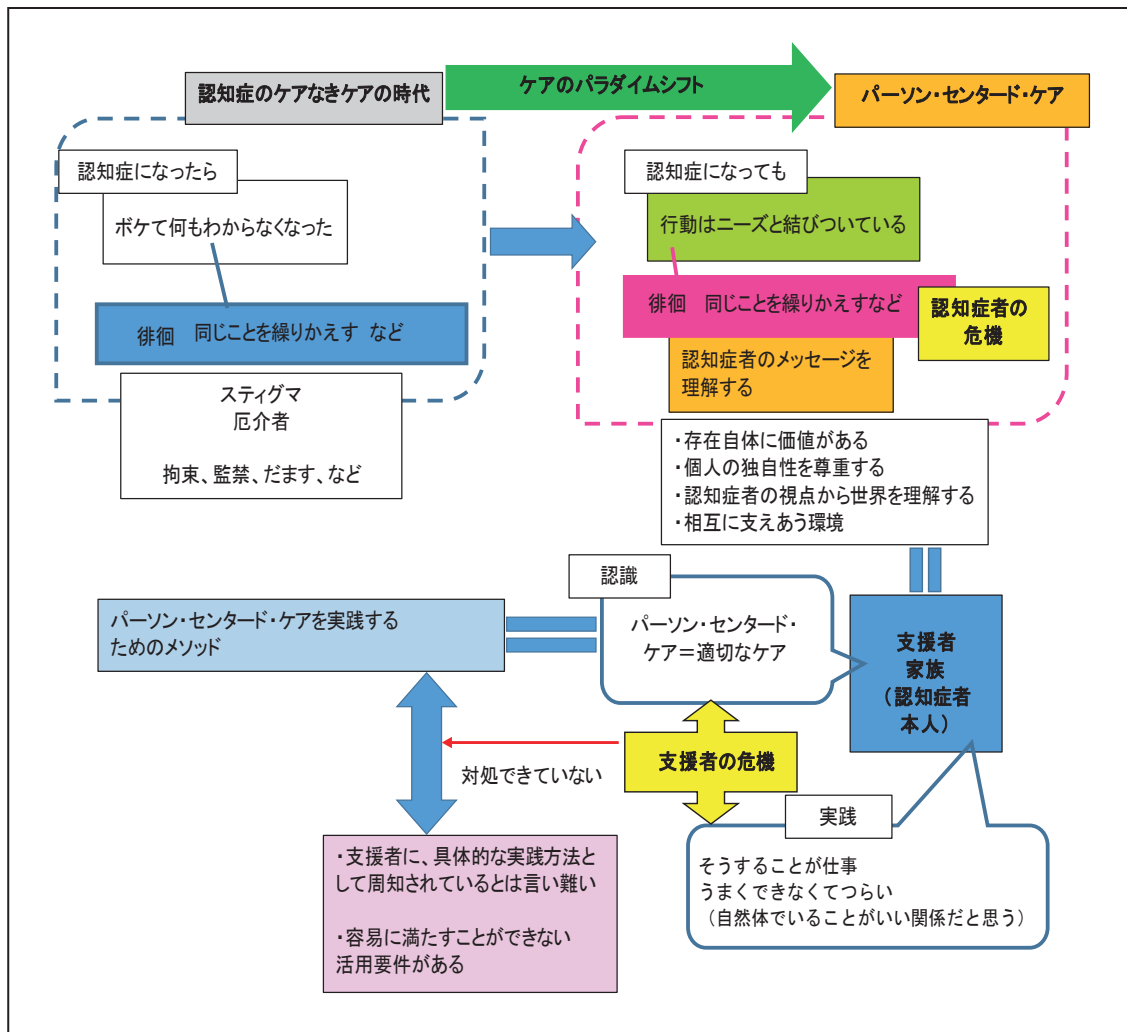 認知症のケアなきケアの時代
ケアのパラダイムシフト
パーソン・センタード・ケア
認知症になったら
ボケて何もわからなくなった
徘徊 同じことを繰りかえす など
スティグマ
厄介者
拘束、監禁、だます、など
認知症になっても
行動はニーズと結びついている
徘徊 同じことを繰りかえすなど
認知症者の
危機
認知症者のメッセージを
理解する
・存在自体に価値がある
・個人の独自性を尊重する
・認知症者の視点から世界を理解する
・相互に支えあう環境
認識
パーソン・センタード・
ケア＝適切なケア
パーソン・センタード・ケアを実践する
ためのメソッド
支援者
家族
（認知症者
本人）
支援者の危機
対処できていない
実践
そうすることが仕事
うまくできなくてつらい
（自然体でいることがいい関係だと思う）
・支援者に、具体的な実践方法と
して周知されているとは言い難い
・容易に満たすことができない
活用要件がある